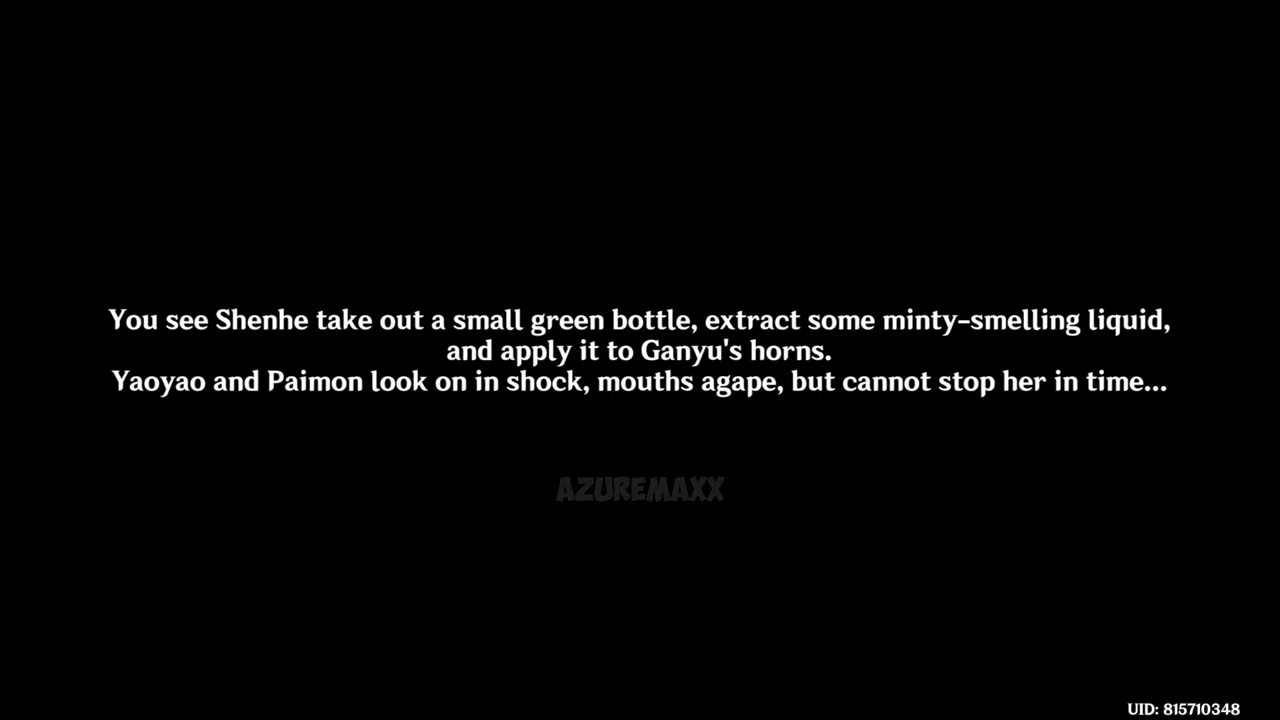 You see Shenhe take out a small green bottle, extract some minty-smelling liquid,
and apply it to Ganyu's horns.
Yaoyao and Paimon look on in shock, mouths agape, but cannot stop her in time...
AZUREMAXX
UID: 815710348